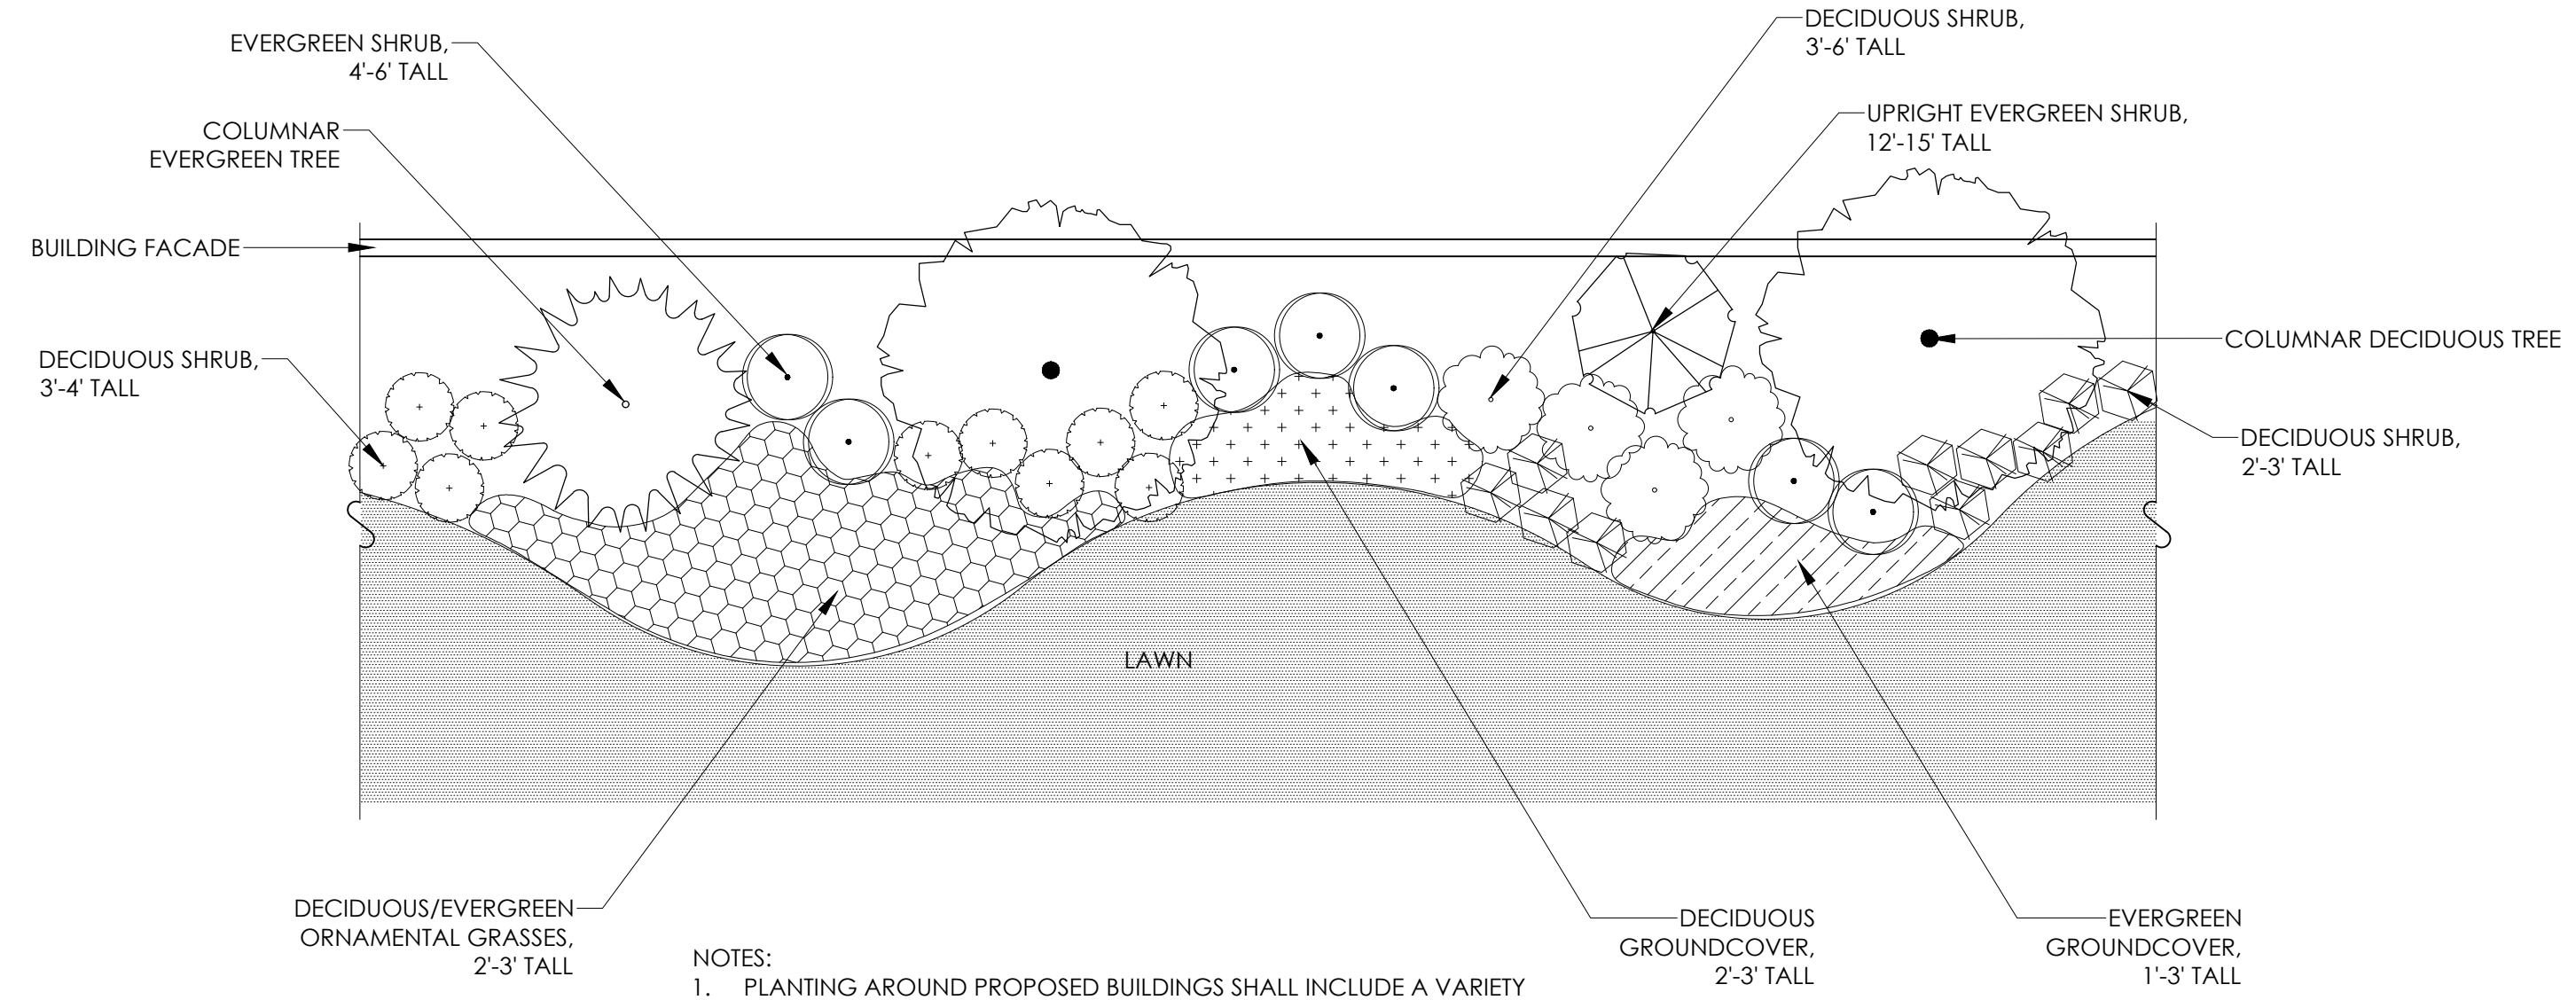 DECIDUOUS SHRUB,
3'-6' TALL
EVERGREEN SHRUB,
4'-6' TALL
UPRIGHT EVERGREEN SHRUB,
12'-15' TALL
COLUMNAR
EVERGREEN TREE
BUILDING FACADE
COLUMNAR DECIDUOUS TREE
DECIDUOUS SHRUB,
3'-4' TALL
DECIDUOUS SHRUB,
2'-3' TALL
LAWN
DECIDUOUS/EVERGREEN
ORNAMENTAL GRASSES,
2'-3' TALL
DECIDUOUS
GROUNDCOVER,
2'-3' TALL
EVERGREEN
GROUNDCOVER,
1'-3' TALL
NOTES:
1. PLANTING AROUND PROPOSED BUILDINGS SHALL INCLUDE A VARIETY